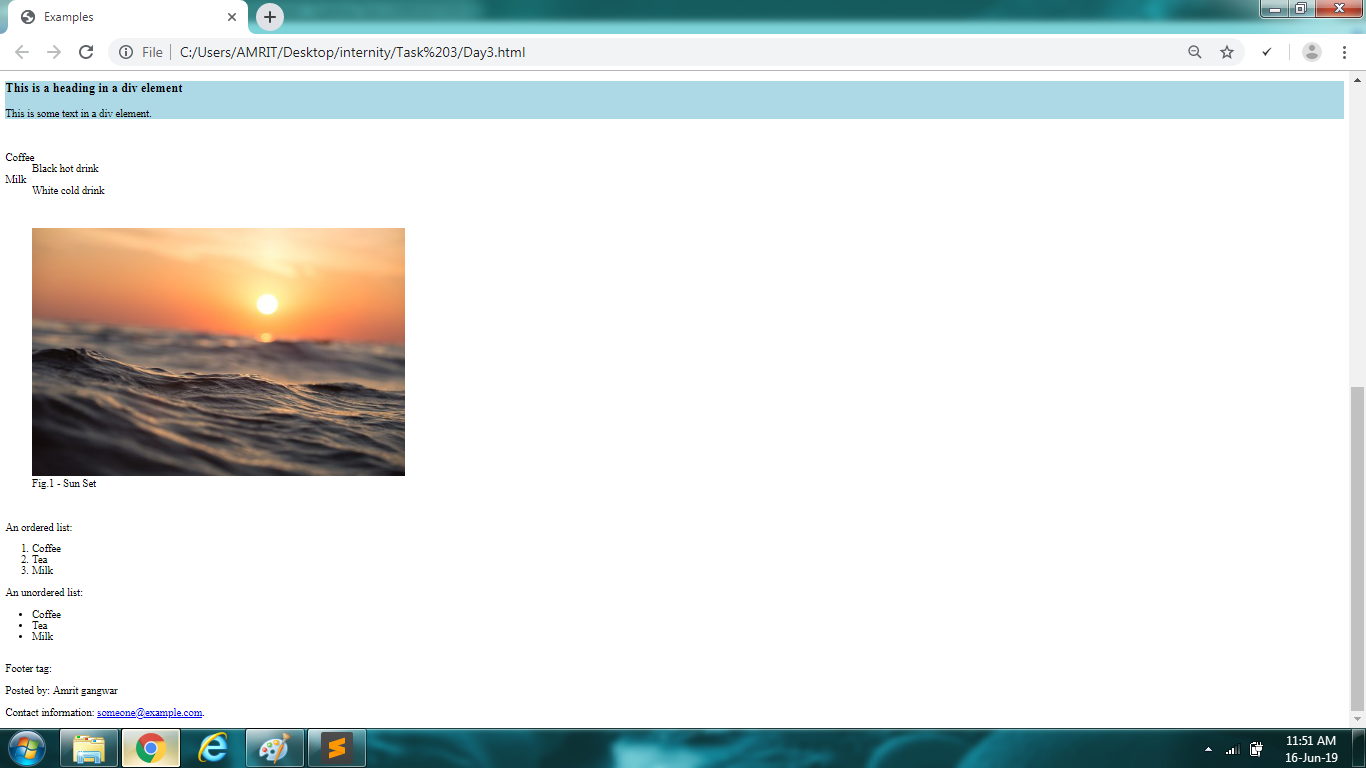 Examples
File
C:/Users/AMRIT/Desktop/internity/Task%203/Day3.html
This is a heading in a div element
This is some text in a div element.
Coffee
Black hot drink
Milk
White cold drink
Fig.1 - Sun Set
An ordered list:
1. Coffee
2. Tea
3. Milk
An unordered list:
• Coffee
• Tea
• Milk
Footer tag:
Posted by: Amrit gangwar
Contact information: someone@example.com.
11:51 AM
16-Jun-19